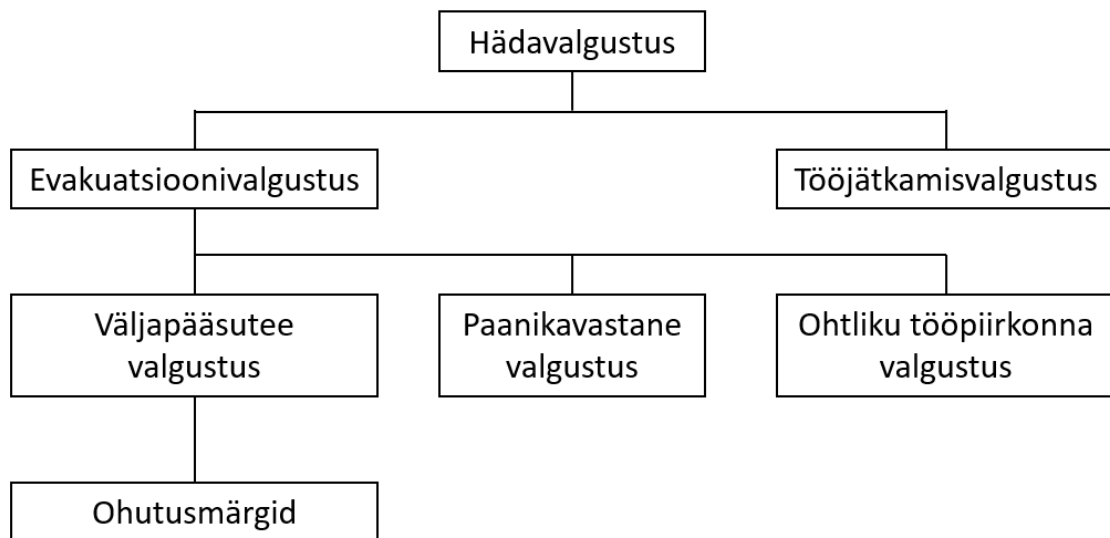 Hädavalgustus
Evakuatsioonivalgustus
Tööjätkamisvalgustus
Väljapääsutee
valgustus
Paanikavastane
valgustus
Ohtliku tööpiirkonna
valgustus
Ohutusmärgid